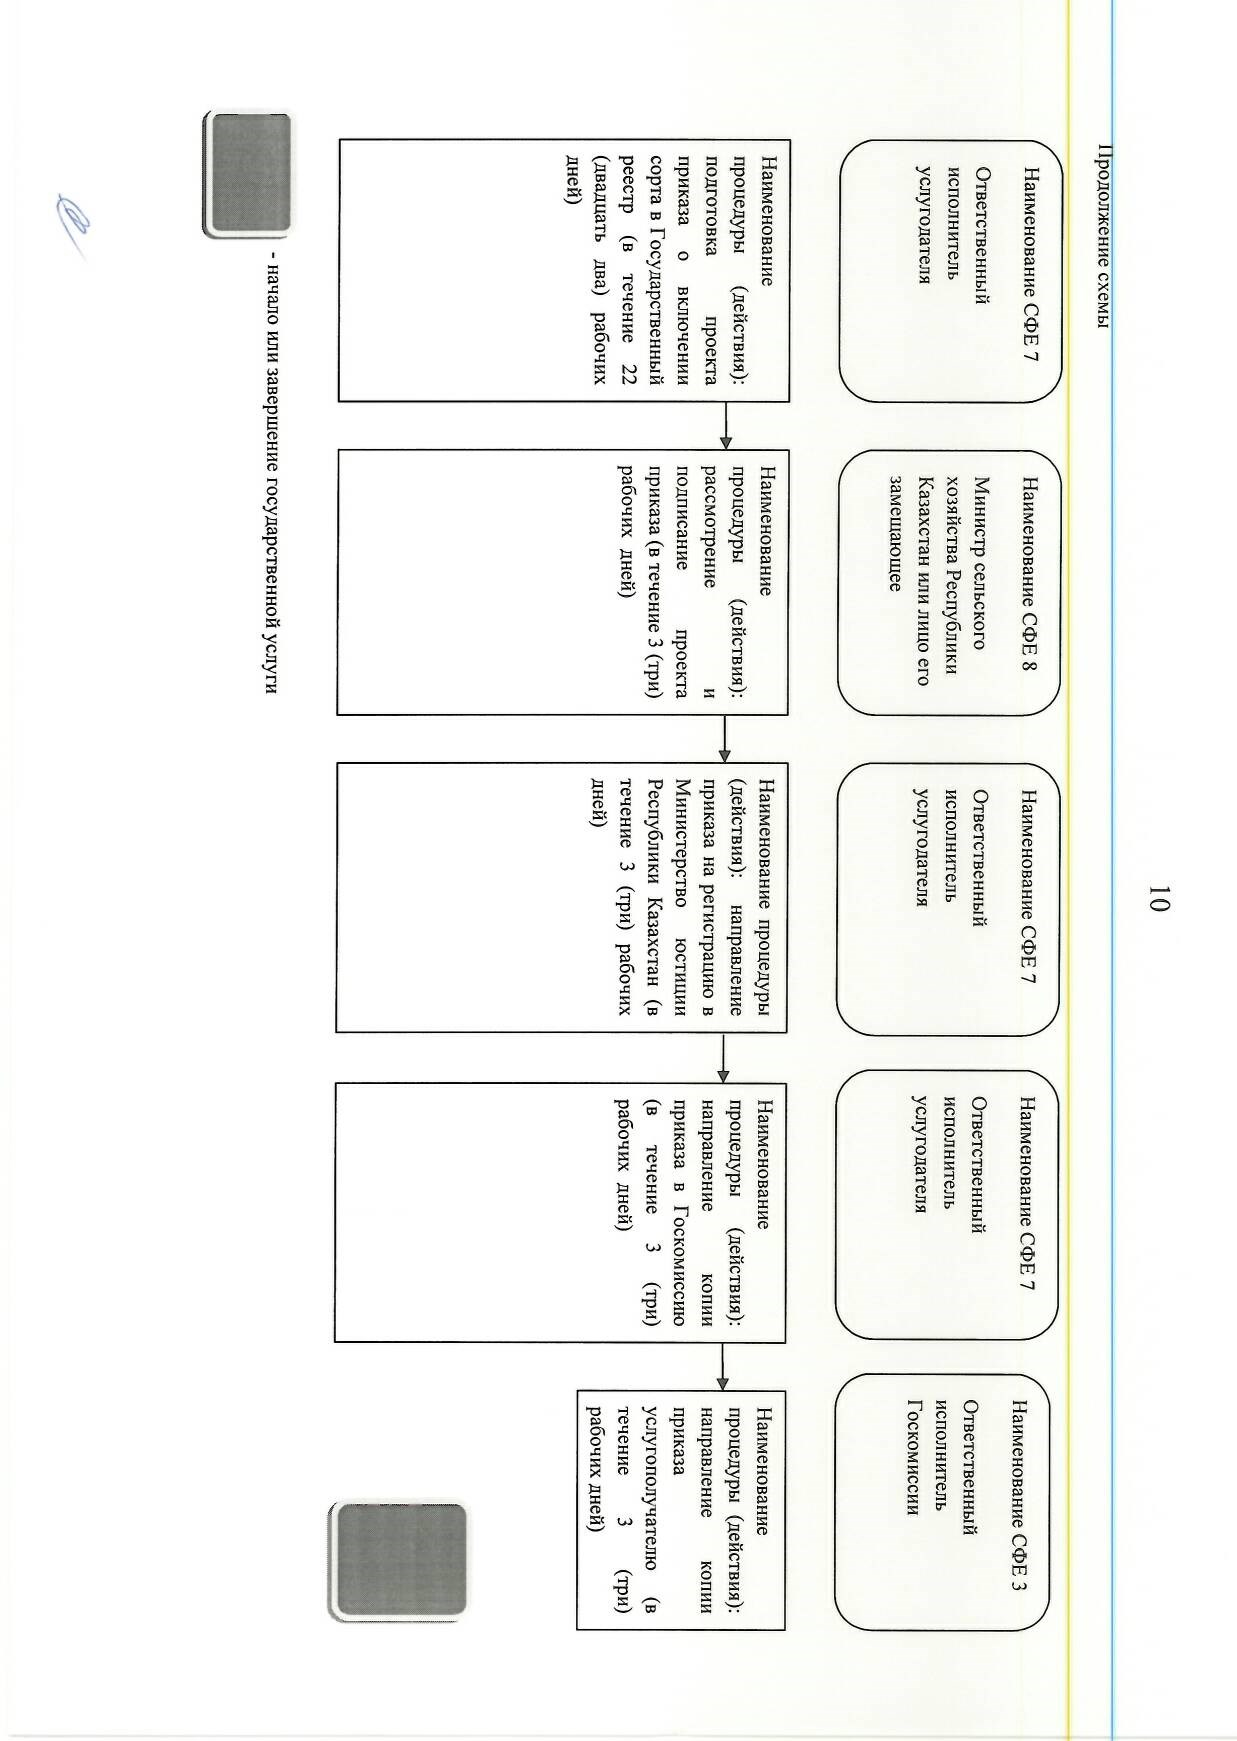 10
Продолжение схемы
Наименование СФЕ 7
Ответственный
исполнитель
услугодателя
Наименование СФЕ 8
Министр сельского
хозяйства Республики
Казахстан или лицо его
замещающее
Наименование СФЕ 7
Ответственный
исполнитель
услугодателя
Наименование СФЕ 7
Ответственный
исполнитель
услугодателя
Наименование СФЕ 3
Ответственный
исполнитель
Госкомиссии
Наименование
процедуры (действия):
подготовка проекта
приказа о включении
сорта в Государственный
реестр (в течение 22
(двадцать два) рабочих
дней)
Наименование
процедуры (действия):
рассмотрение и
подписание проекта
приказа (в течение 3 (три)
рабочих дней)
Наименование процедуры
(действия): направление
приказа на регистрацию в
Министерство юстиции
Республики Казахстан (в
течение 3 (три) рабочих
дней)
Наименование
процедуры (действия):
направление копии
приказа в Госкомиссию
(в течение 3 (три)
рабочих дней)
Наименование
процедуры (действия):
направление копии
приказа
услугополучателю (в
течение 3 (три)
рабочих дней)
- начало или завершение государственной услуги